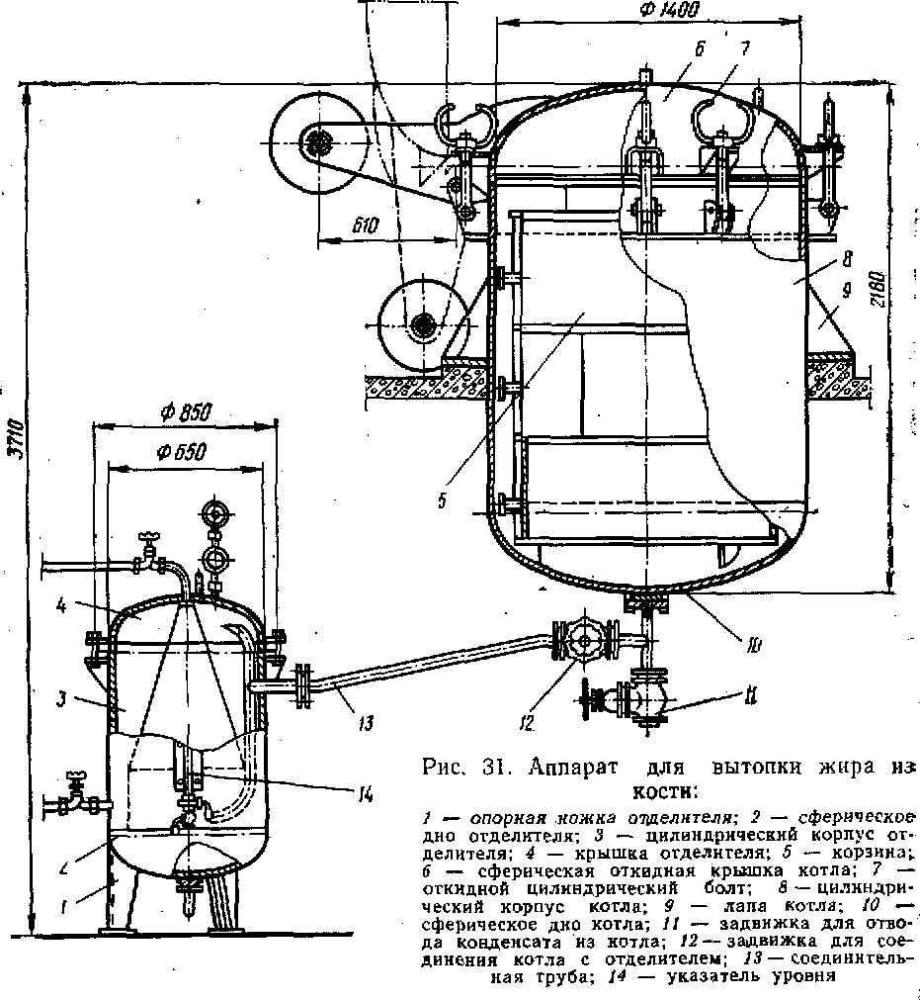 Ф 1400
6
7
610
8
9
2180
3710
Ф 850
Ф 650
5
4
10
3
13
12
11
14
2
1
Рис. 31. Аппарат для вытопки жира из
кости:
1 — опорная ножка отделителя; 2 — сферическое
дно отделителя; 3 — цилиндрический корпус от-
делителя; 4 — крышка отделителя; 5 — корзина;
6 — сферическая откидная крышка котла; 7 —
откидной цилиндрический болт; 8 — цилиндри-
ческий корпус котла; 9 — лапа котла; 10 —
сферическое дно котла; 11 — задвижка для отво-
да конденсата из котла; 12 — задвижка для сое-
динения котла с отделителем; 13 — соединитель-
ная труба; 14 — указатель уровня